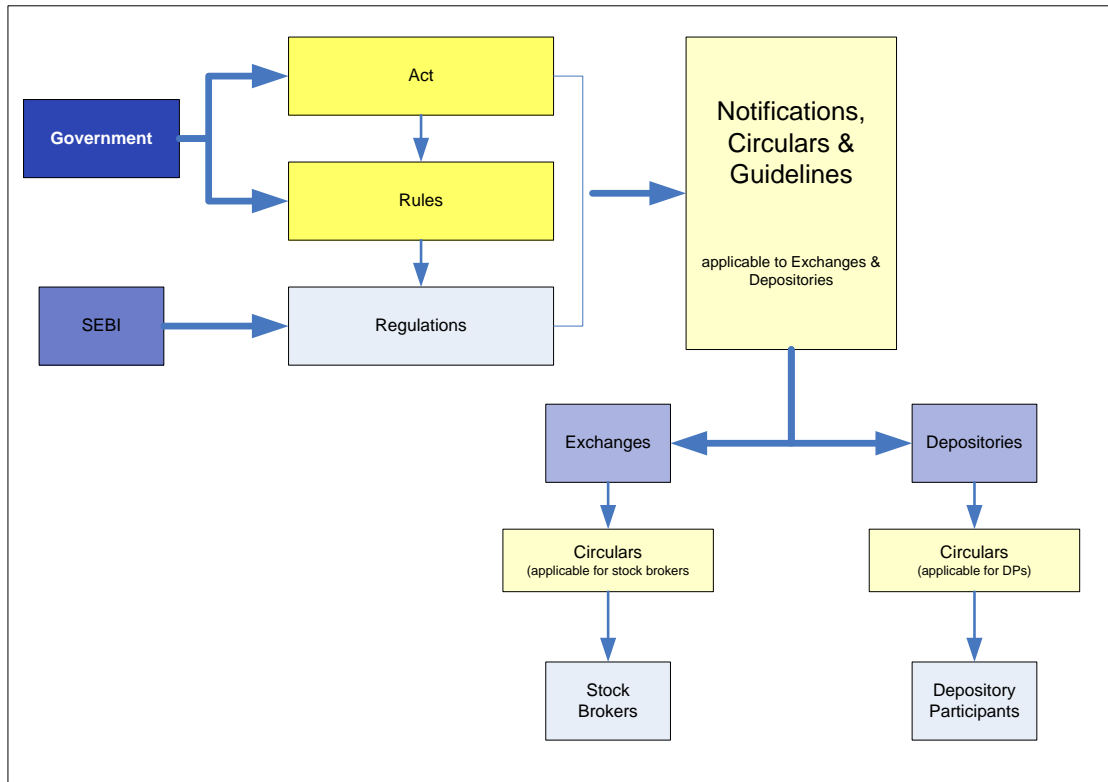 Act
Government
Rules
SEBI
Regulations
Notifications,
Circulars &
Guidelines
applicable to Exchanges &
Depositories
Exchanges
Depositories
Circulars
(applicable for stock brokers
Circulars
(applicable for DPs)
Stock
Brokers
Depository
Participants